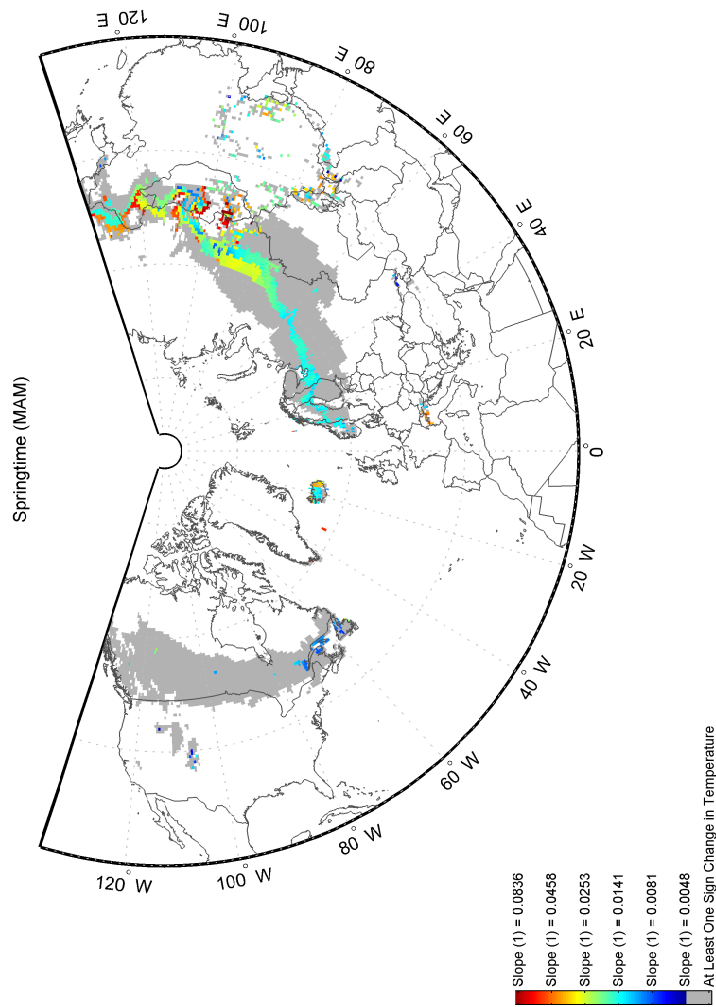 Springtime (MAM)
120 E
100 E
80 E
60 E
40 E
20 E
0
20 W
40 W
60 W
80 W
100 W
120 W
Slope (1) = 0.0836
Slope (1) = 0.0458
Slope (1) = 0.0253
Slope (1) = 0.0141
Slope (1) = 0.0081
Slope (1) = 0.0048
At Least One Sign Change in Temperature